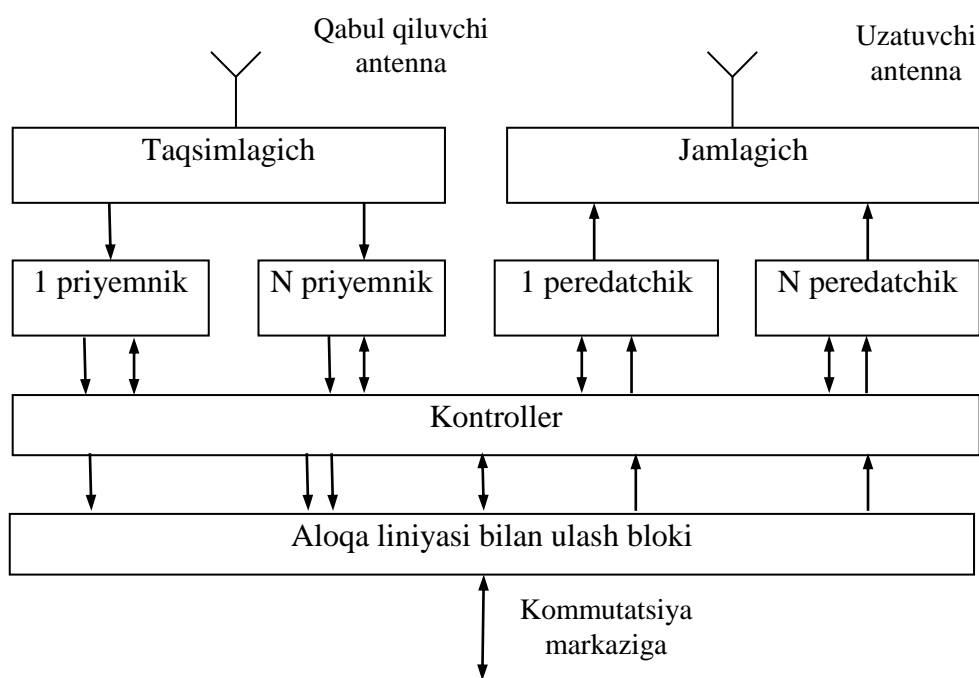 Qabul qiluvchi
antenna
Uzatuvchi
antenna
Taqsimlagich
Jamlagich
1 priyemnik
N priyemnik
1 peredatchik
N peredatchik
Kontroller
Aloqa liniyasi bilan ulash bloki
Kommutatsiya
markaziga